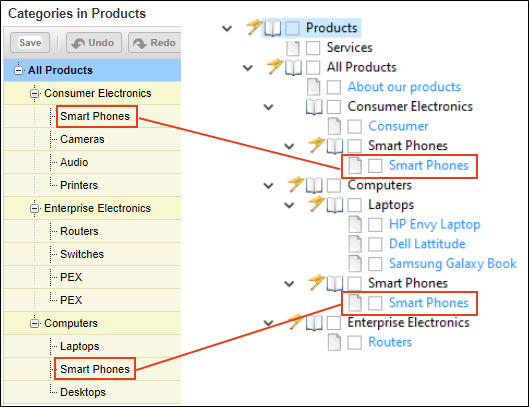 Categories in Products
Save
Undo
Redo
All Products
Consumer Electronics
Smart Phones
Cameras
Audio
Printers
Enterprise Electronics
Routers
Switches
PEX
PEX
Computers
Laptops
Smart Phones
Desktops
Products
Services
All Products
About our products
Consumer Electronics
Consumer
Smart Phones
Smart Phones
Computers
Laptops
HP Envy Laptop
Dell Lattitude
Samsung Galaxy Book
Smart Phones
Smart Phones
Enterprise Electronics
Routers